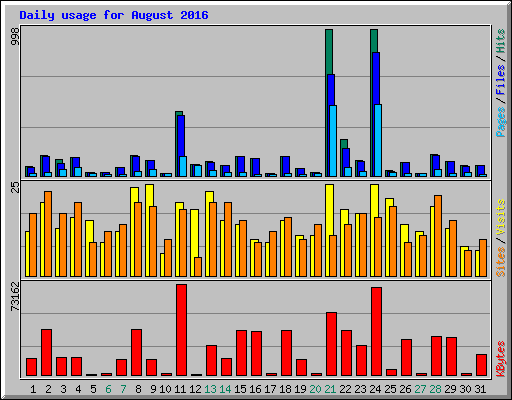 Daily usage for August 2016
998
Pages / Files / Hits
25
Sites / Visits
73162
KBytes
1 2 3 4 5 6 7 8 9 10 11 12 13 14 15 16 17 18 19 20 21 22 23 24 25 26 27 28 29 30 31